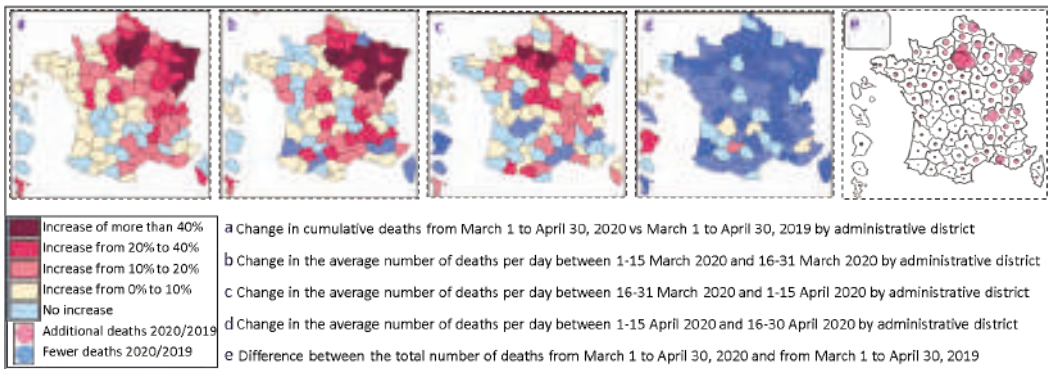 a b c d e
Increase of more than 40%
Increase from 20% to 40%
Increase from 10% to 20%
Increase from 0% to 10%
No increase
Additional deaths 2020/2019
Fewer deaths 2020/2019
a Change in cumulative deaths from March 1 to April 30, 2020 vs March 1 to April 30, 2019 by administrative district
b Change in the average number of deaths per day between 1-15 March 2020 and 16-31 March 2020 by administrative district
c Change in the average number of deaths per day between 16-31 March 2020 and 1-15 April 2020 by administrative district
d Change in the average number of deaths per day between 1-15 April 2020 and 16-30 April 2020 by administrative district
e Difference between the total number of deaths from March 1 to April 30, 2020 and from March 1 to April 30, 2019